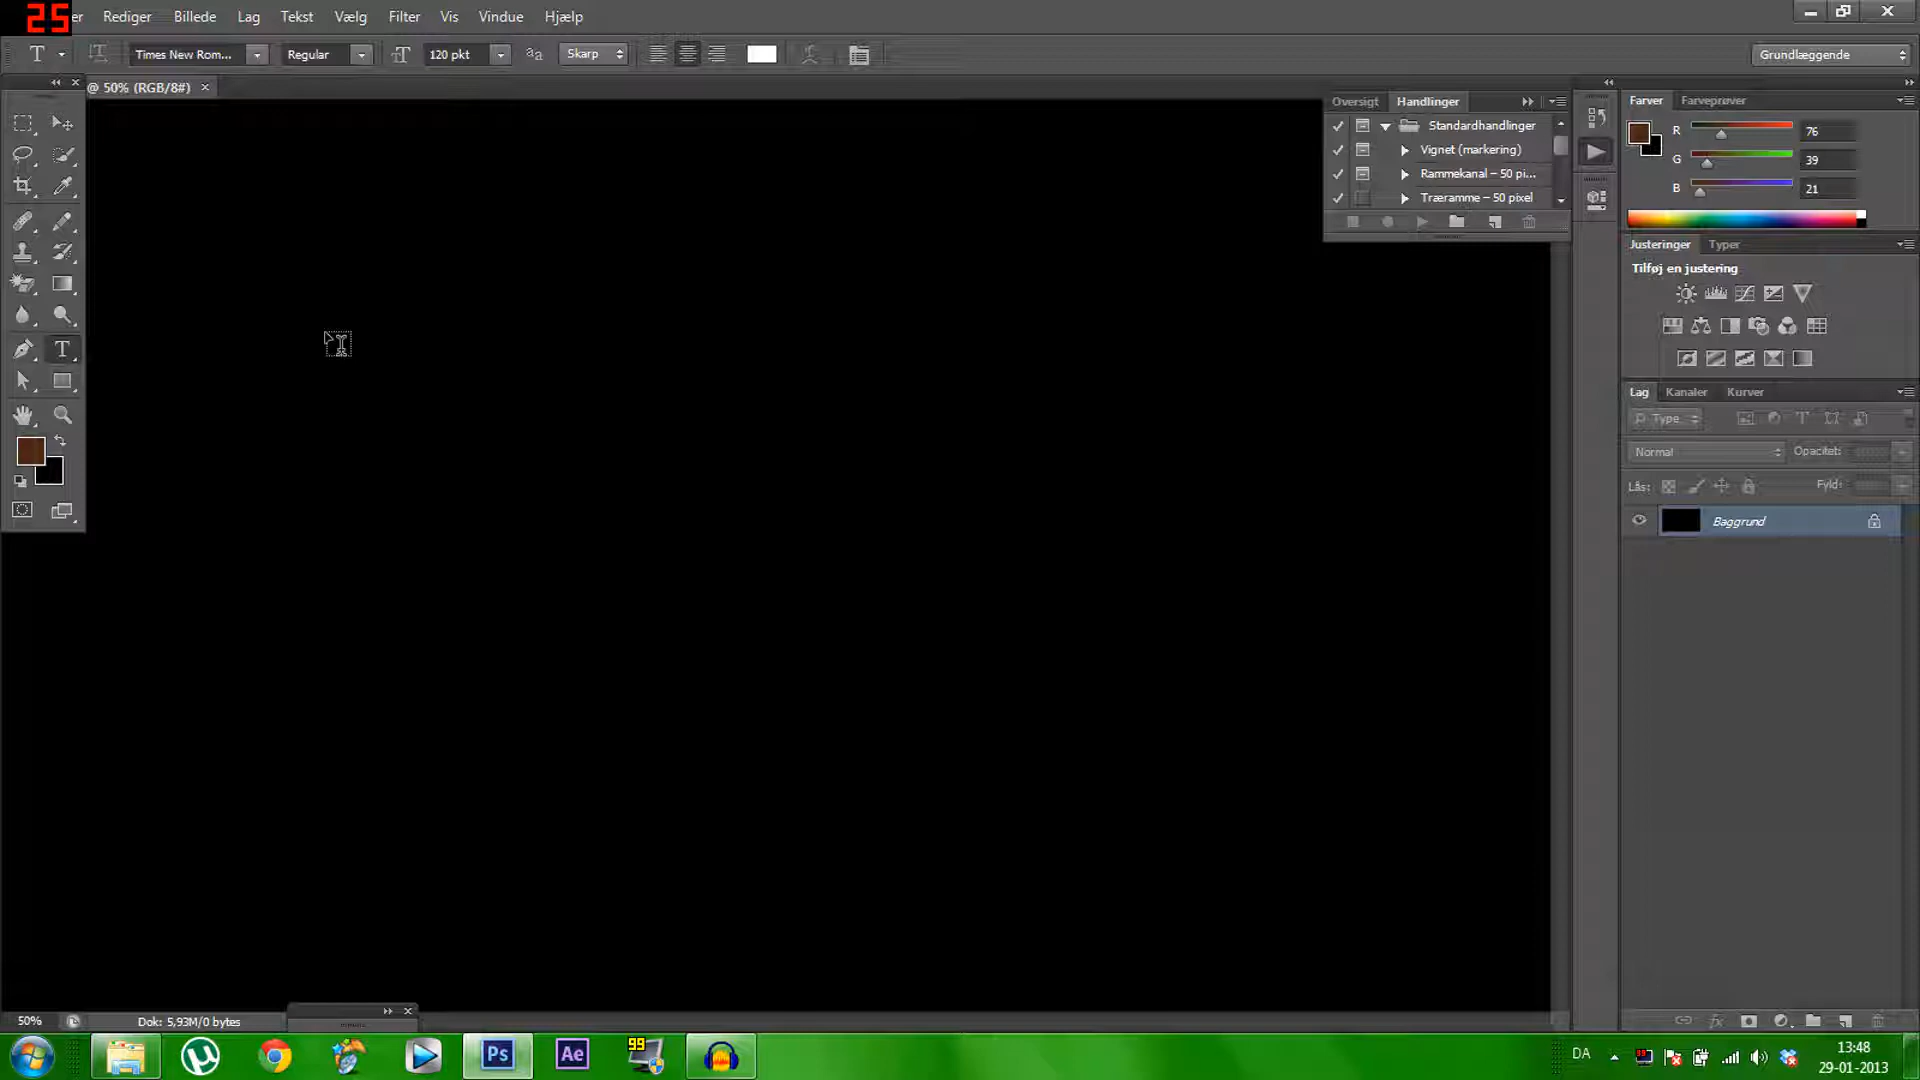 25
er Rediger Billede Lag Tekst Vælg Filter Vis Vindue Hjælp
T Times New Rom... Regular 120 pkt aa Skarp Grundlæggende
@ 50% (RGB/8#)
Oversigt Handlinger
Standardhandlinger
Vignet (markering)
Rammekanal – 50 pi...
Træramme – 50 pixel
Farver Farveprøver
R 76
G 39
B 21
Justeringer Typer
Tilføj en justering
Lag Kanaler Kurver
Type
Normal Opacitet:
Lås: Fyld:
Baggrund
50% Dok: 5,93M/0 bytes
fx
Ps Ae 99
DA
13:48
29-01-2013